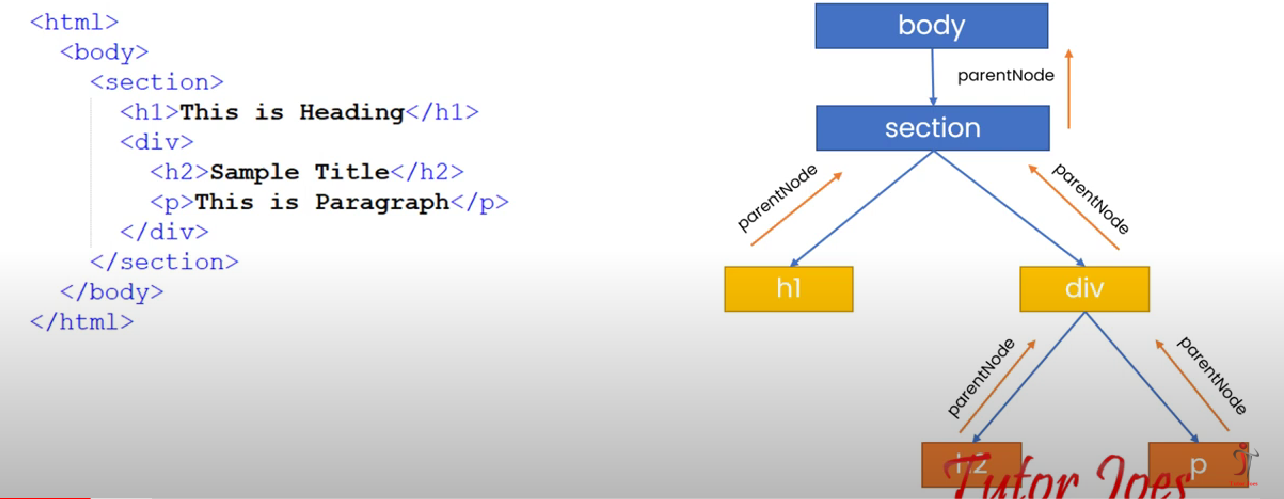 <html>
<body>
<section>
<h1>This is Heading</h1>
<div>
<h2>Sample Title</h2>
<p>This is Paragraph</p>
</div>
</section>
</body>
</html>
body
parentNode
section
parentNode
parentNode
h1
div
parentNode
parentNode
h2
p
Tutor Joes